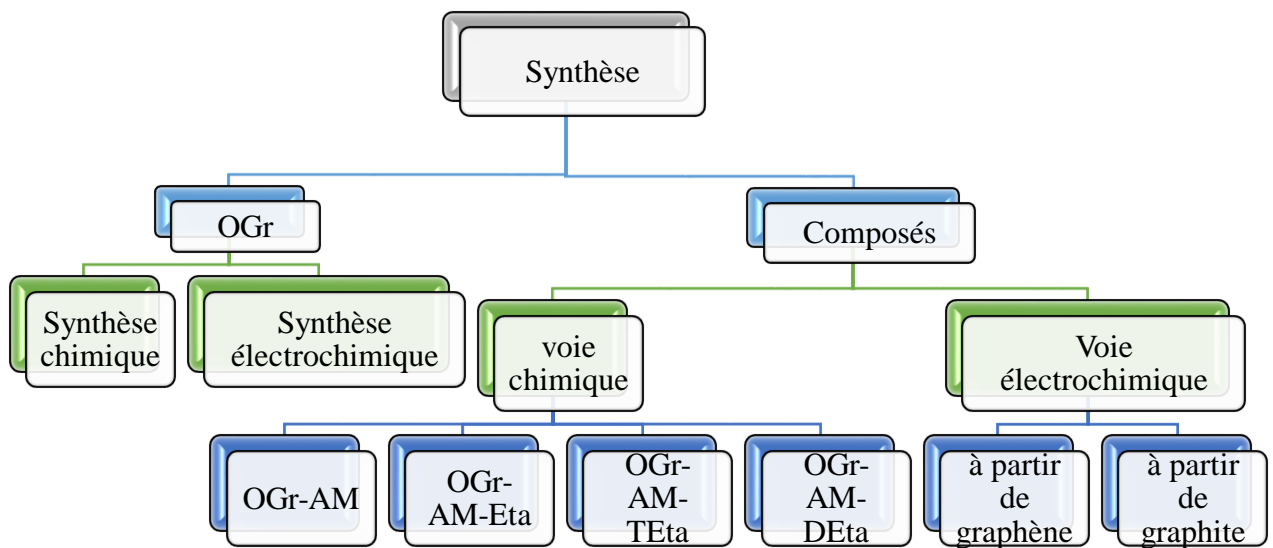 Synthèse
OGr
Composés
Synthèse
chimique
Synthèse
électrochimique
voie
chimique
Voie
électrochimique
OGr-AM
OGr-
AM-Eta
OGr-
AM-
TEta
OGr-
AM-
DEta
à partir
de
graphène
à partir
de
graphite